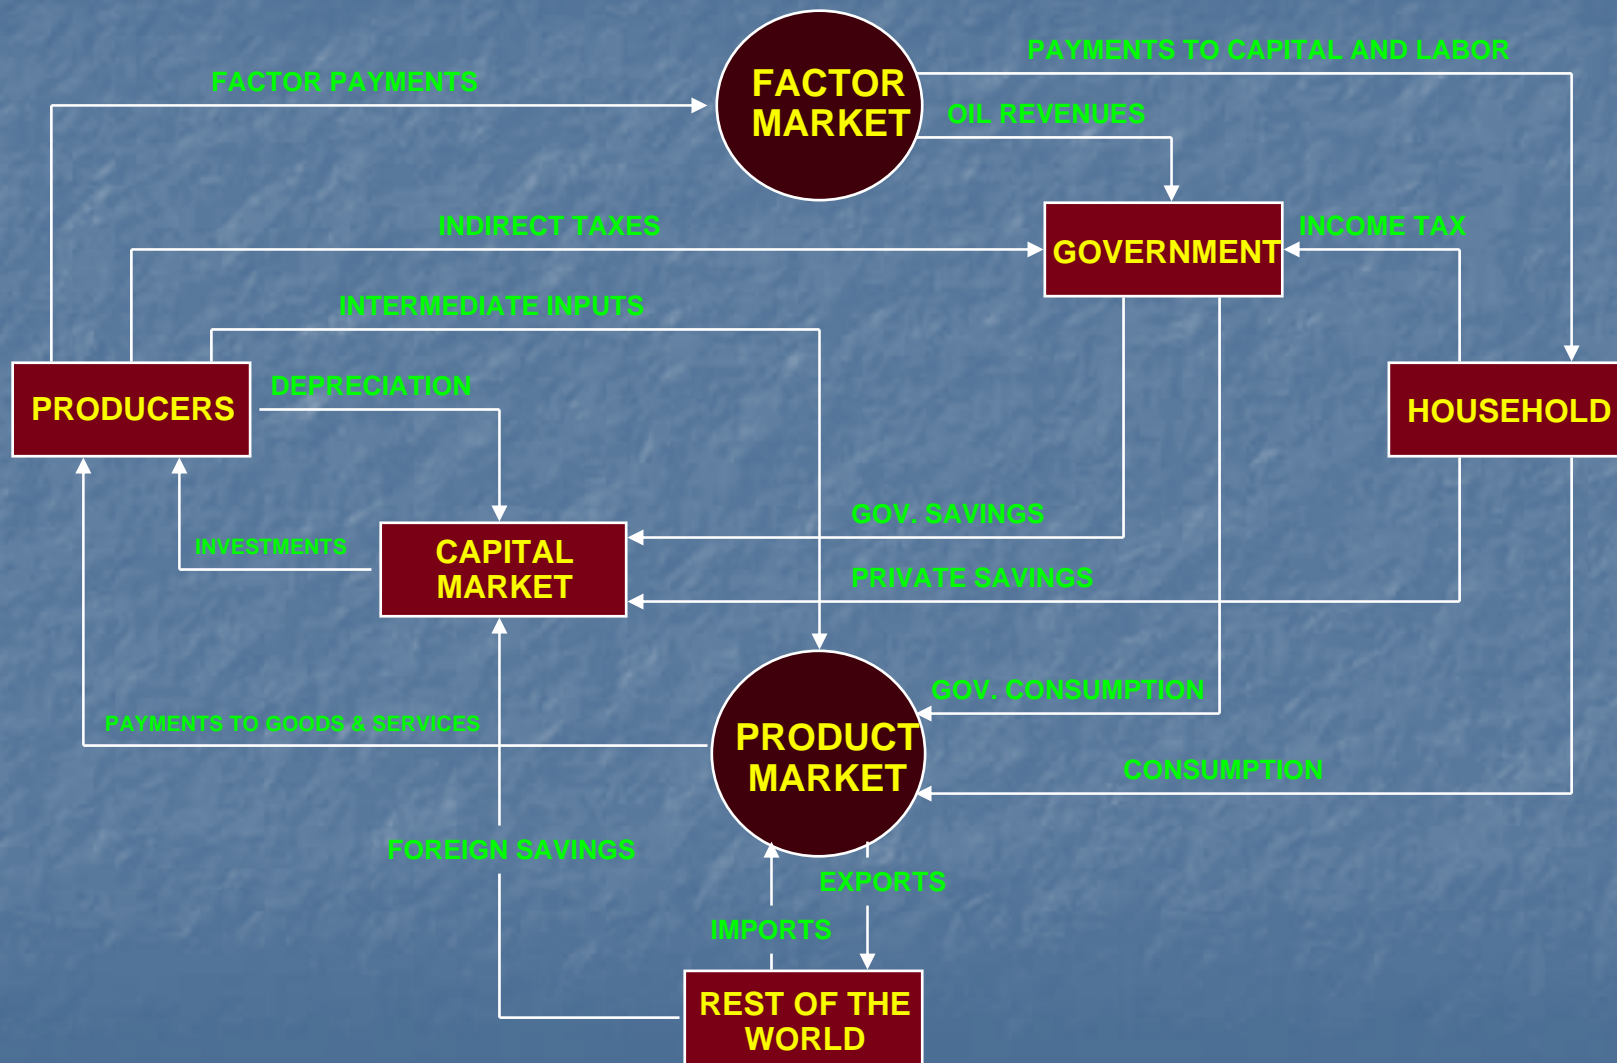 PAYMENTS TO CAPITAL AND LABOR
FACTOR PAYMENTS
FACTOR
MARKET
OIL REVENUES
INDIRECT TAXES
GOVERNMENT
INCOME TAX
INTERMEDIATE INPUTS
DEPRECIATION
PRODUCERS
HOUSEHOLD
GOV. SAVINGS
INVESTMENTS
CAPITAL
MARKET
PRIVATE SAVINGS
GOV. CONSUMPTION
PAYMENTS TO GOODS & SERVICES
PRODUCT
MARKET
CONSUMPTION
FOREIGN SAVINGS
EXPORTS
IMPORTS
REST OF THE
WORLD